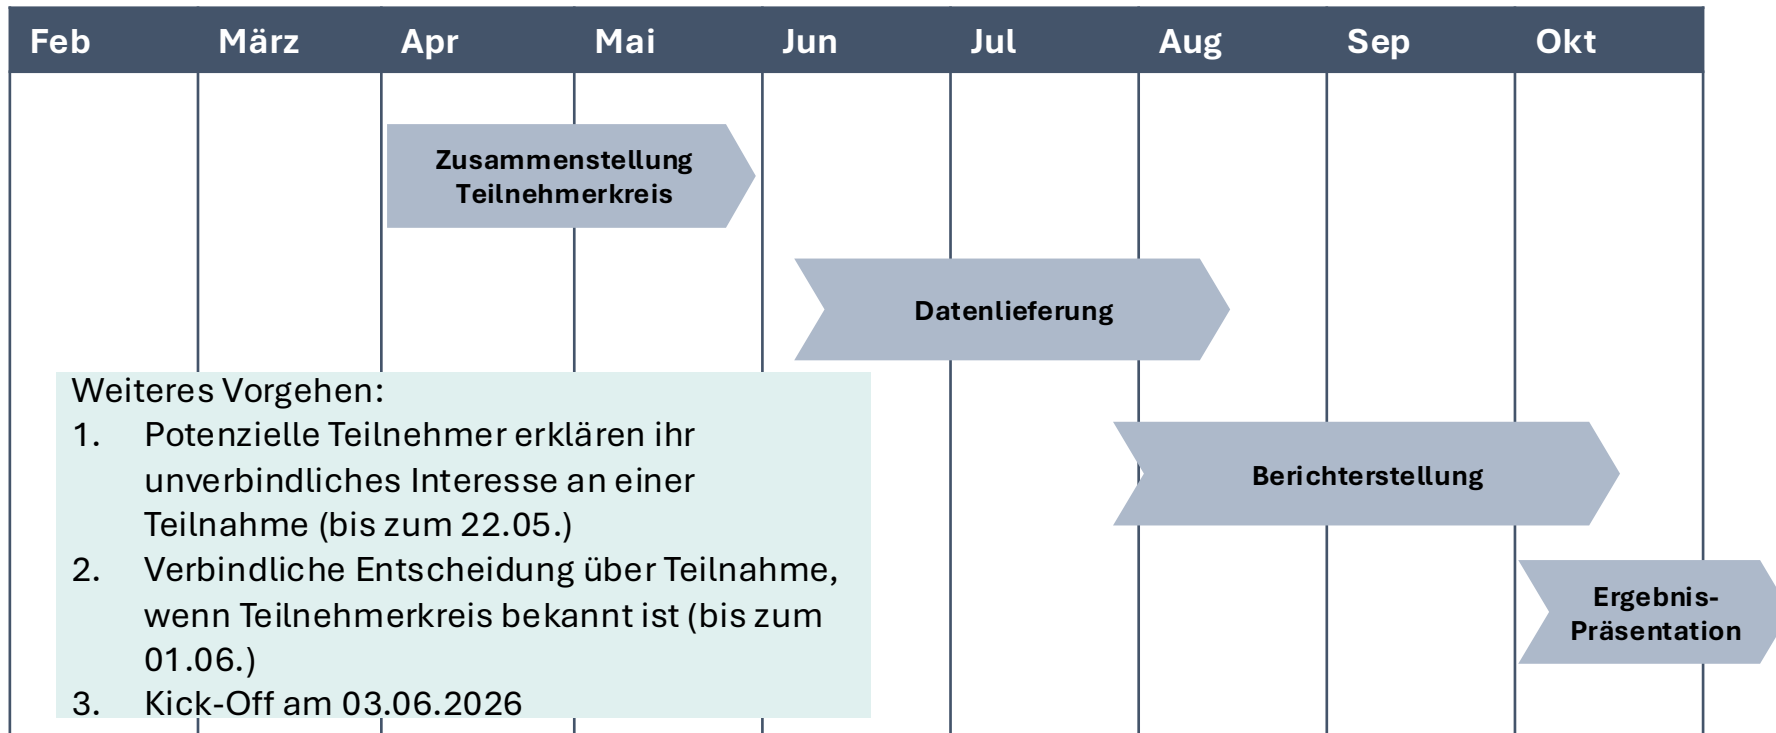 Feb März Apr Mai Jun Jul Aug Sep Okt
Zusammenstellung
Teilnehmerkreis
Datenlieferung
Weiteres Vorgehen:
1. Potenzielle Teilnehmer erklären ihr
unverbindliches Interesse an einer
Teilnahme (bis zum 22.05.)
2. Verbindliche Entscheidung über Teilnahme,
wenn Teilnehmerkreis bekannt ist (bis zum
01.06.)
3. Kick-Off am 03.06.2026
Berichterstellung
Ergebnis-
Präsentation